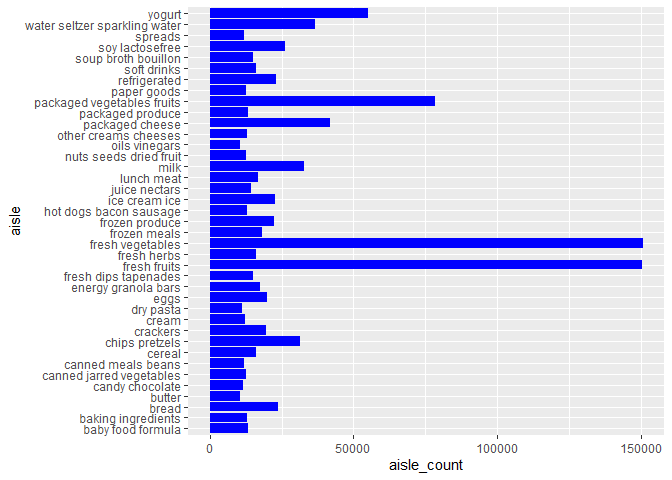 yogurt
water seltzer sparkling water
spreads
soy lactosefree
soup broth bouillon
soft drinks
refrigerated
paper goods
packaged vegetables fruits
packaged produce
packaged cheese
other creams cheeses
oils vinegars
nuts seeds dried fruit
milk
lunch meat
juice nectars
ice cream ice
hot dogs bacon sausage
frozen produce
frozen meals
fresh vegetables
fresh herbs
fresh fruits
fresh dips tapenades
energy granola bars
eggs
dry pasta
cream
crackers
chips pretzels
cereal
canned meals beans
canned jarred vegetables
candy chocolate
butter
bread
baking ingredients
baby food formula
aisle
0 50000 100000 150000
aisle_count